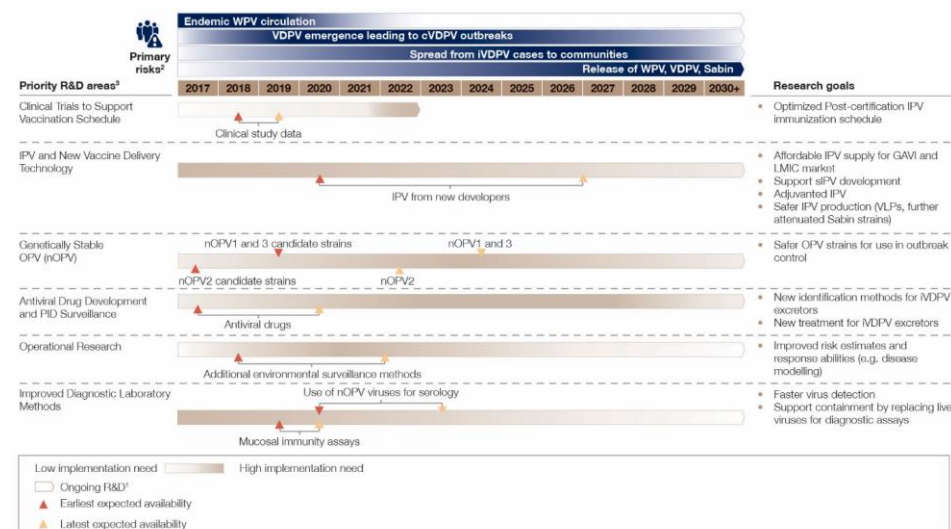 Endemic WPV circulation
VDPV emergence leading to cVDPV outbreaks
Spread from iVDPV cases to communities
Release of WPV, VDPV, Sabin
Primary
risks²
Priority R&D areas³
2017 2018 2019 2020 2021 2022 2023 2024 2025 2026 2027 2028 2029 2030+
Research goals
Clinical Trials to Support
Vaccination Schedule
Clinical study data
Optimized Post-certification IPV
immunization schedule
IPV and New Vaccine Delivery
Technology
IPV from new developers
Affordable IPV supply for GAVI and
LMIC market
Support sIPV development
Adjuvanted IPV
Safer IPV production (VLPs, further
attenuated Sabin strains)
Genetically Stable
OPV (nOPV)
nOPV1 and 3 candidate strains
nOPV1 and 3
nOPV2 candidate strains
nOPV2
Safer OPV strains for use in outbreak
control
Antiviral Drug Development
and PID Surveillance
Antiviral drugs
New identification methods for iVDPV
excretors
New treatment for iVDPV excretors
Operational Research
Additional environmental surveillance methods
Improved risk estimates and
response abilities (e.g. disease
modelling)
Improved Diagnostic Laboratory
Methods
Use of nOPV viruses for serology
Mucosal immunity assays
Faster virus detection
Support containment by replacing live
viruses for diagnostic assays
Low implementation need
High implementation need
Ongoing R&D¹
Earliest expected availability
Latest expected availability